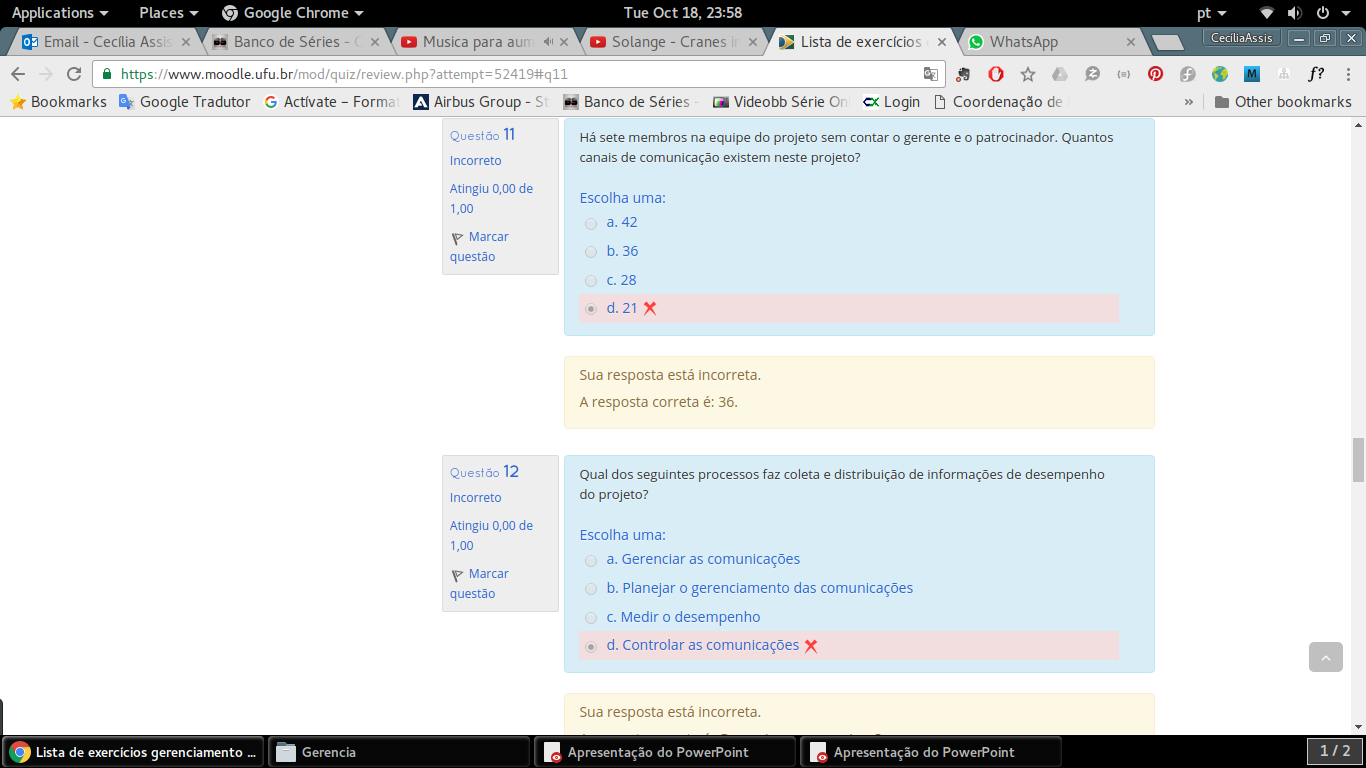 Applications Places Google Chrome Tue Oct 18, 23:58 pt
Email - Cecília Assis Banco de Séries - Musica para aum Solange - Cranes in Lista de exercícios WhatsApp CecíliaAssis
https://www.moodle.ufu.br/mod/quiz/review.php?attempt=52419#q11
Bookmarks Google Tradutor Actívate – Forma Airbus Group - St Banco de Séries - Videobb Série On Login Coordenação de » Other bookmarks
Questão 11
Incorreto
Atingiu 0,00 de
1,00
Marcar
questão
Há sete membros na equipe do projeto sem contar o gerente e o patrocinador. Quantos
canais de comunicação existem neste projeto?
Escolha uma:
a. 42
b. 36
c. 28
d. 21
Sua resposta está incorreta.
A resposta correta é: 36.
Questão 12
Incorreto
Atingiu 0,00 de
1,00
Marcar
questão
Qual dos seguintes processos faz coleta e distribuição de informações de desempenho
do projeto?
Escolha uma:
a. Gerenciar as comunicações
b. Planejar o gerenciamento das comunicações
c. Medir o desempenho
d. Controlar as comunicações
Sua resposta está incorreta.
Lista de exercícios gerenciamento ... Gerencia Apresentação do PowerPoint Apresentação do PowerPoint 1 / 2